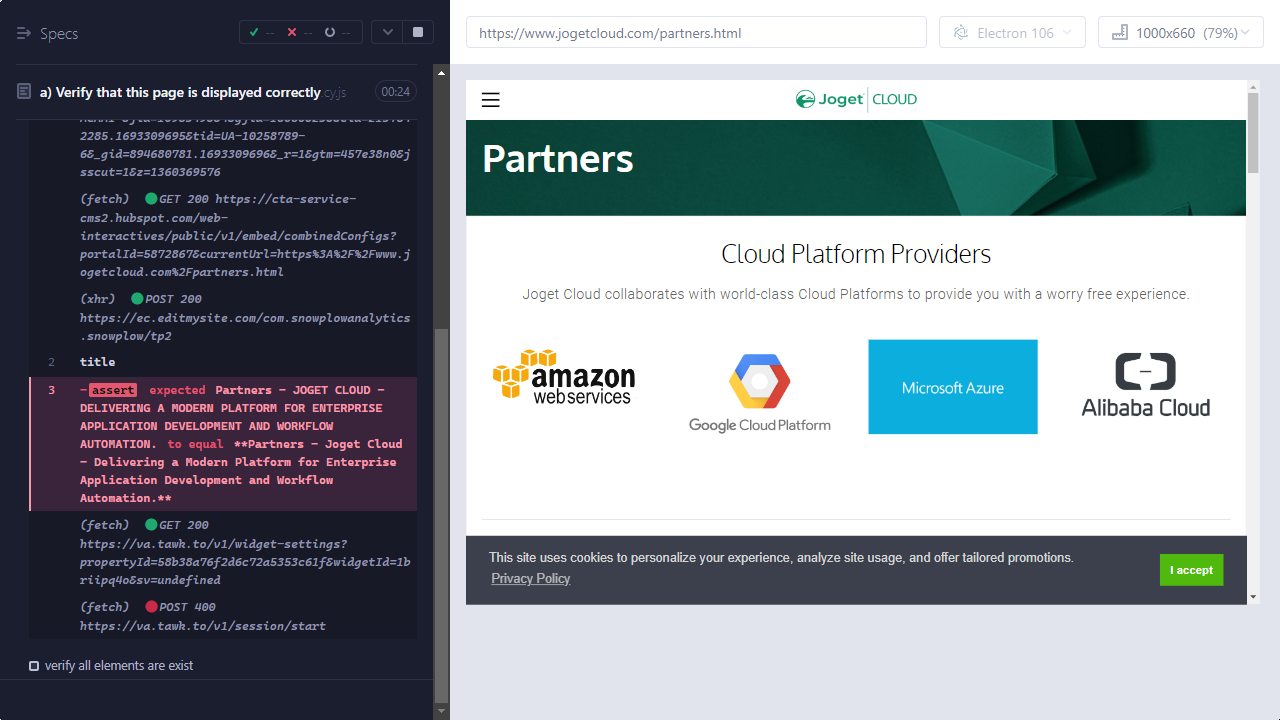 Specs
-- -- --
https://www.jogetcloud.com/partners.html
Electron 106
1000x660 (79%)
a) Verify that this page is displayed correctly.cy.js
00:24
2285.1693309695&tid=UA-10258789-
6&_gid=894680781.1693309696&_r=1&gtm=457e38n0&j
sscut=1&z=1360369576
(fetch) GET 200 https://cta-service-
cms2.hubspot.com/web-
interactives/public/v1/embed/combinedConfigs?
portalId=5872867&currentUrl=https%3A%2F%2Fwww.j
ogetcloud.com%2Fpartners.html
(xhr) POST 200
https://ec.editmysite.com/com.snowplowanalytics
.snowplow/tp2
2 title
3 -assert expected Partners - JOGET CLOUD -
DELIVERING A MODERN PLATFORM FOR ENTERPRISE
APPLICATION DEVELOPMENT AND WORKFLOW
AUTOMATION. to equal **Partners - Joget Cloud
- Delivering a Modern Platform for Enterprise
Application Development and Workflow
Automation.**
(fetch) GET 200
https://va.tawk.to/v1/widget-settings?
propertyId=58b38a76f2d6c72a5353c61f&widgetId=1b
riipq4o&sv=undefined
(fetch) POST 400
https://va.tawk.to/v1/session/start
verify all elements are exist
Joget CLOUD
Partners
Cloud Platform Providers
Joget Cloud collaborates with world-class Cloud Platforms to provide you with a worry free experience.
amazon
webservices
Google Cloud Platform
Microsoft Azure
Alibaba Cloud
This site uses cookies to personalize your experience, analyze site usage, and offer tailored promotions.
Privacy Policy
I accept